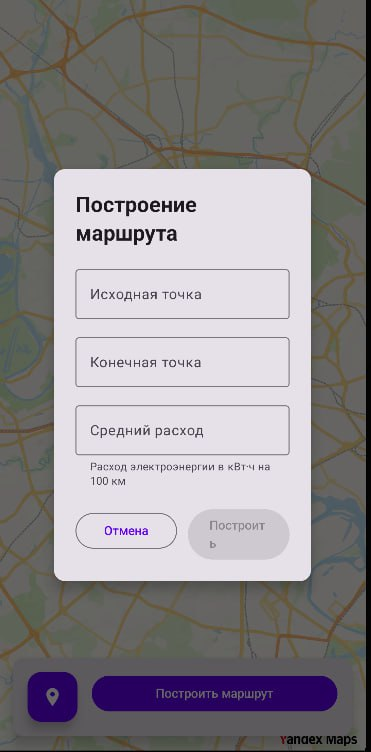 Построение
маршрута
Исходная точка
Конечная точка
Средний расход
Расход электроэнергии в кВт·ч на
100 км
Отмена
Построит
ь
Построить маршрут
Yandex Maps